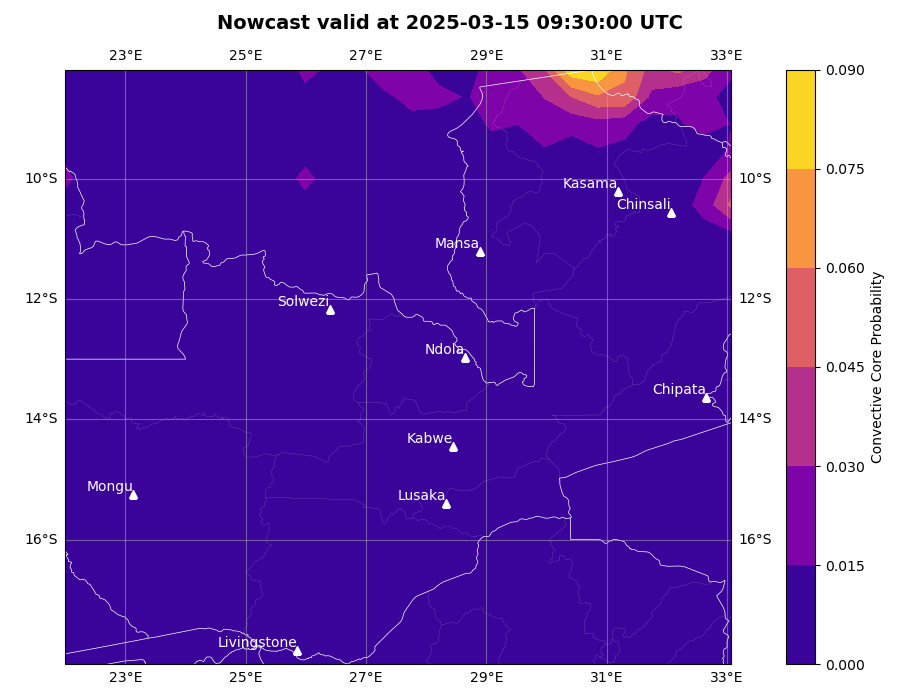 Nowcast valid at 2025-03-15 09:30:00 UTC
23°E 25°E 27°E 29°E 31°E 33°E
0.090
0.075
0.060
0.045
0.030
0.015
0.000
Convective Core Probability
10°S 10°S
12°S 12°S
14°S 14°S
16°S 16°S
Kasama
Chinsali
Mansa
Solwezi
Ndola
Chipata
Kabwe
Mongu
Lusaka
Livingstone
23°E 25°E 27°E 29°E 31°E 33°E